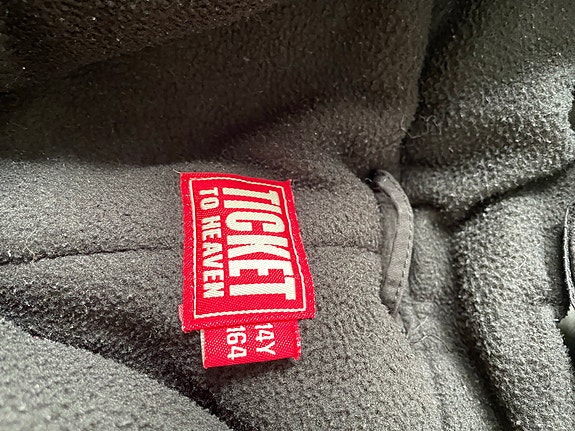 TICKET
TO HEAVEN
14Y
164